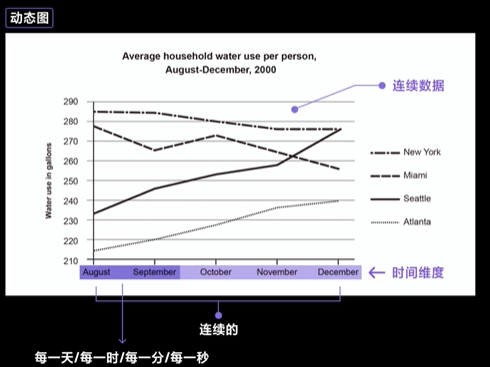 动态图
Average household water use per person,
August-December, 2000
连续数据
Water use in gallons
290
280
270
260
250
240
230
220
210
New York
Miami
Seattle
Atlanta
August
September
October
November
December
时间维度
连续的
每一天/每一时/每一分/每一秒